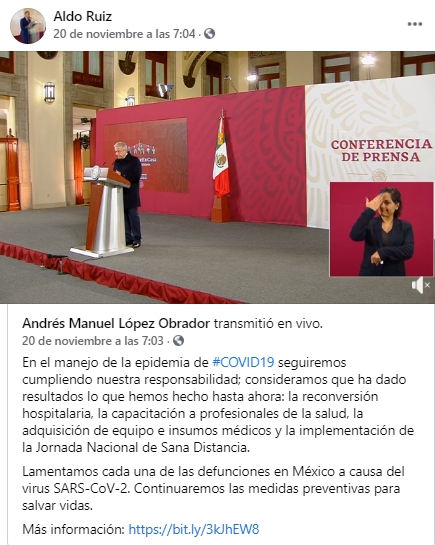 Aldo Ruiz
20 de noviembre a las 7:04 ·
CONFERENCIA
DE PRENSA
Andrés Manuel López Obrador transmitió en vivo.
20 de noviembre a las 7:03 ·
En el manejo de la epidemia de #COVID19 seguiremos
cumpliendo nuestra responsabilidad; consideramos que ha dado
resultados lo que hemos hecho hasta ahora: la reconversión
hospitalaria, la capacitación a profesionales de la salud, la
adquisición de equipo e insumos médicos y la implementación de
la Jornada Nacional de Sana Distancia.
Lamentamos cada una de las defunciones en México a causa del
virus SARS-CoV-2. Continuaremos las medidas preventivas para
salvar vidas.
Más información: https://bit.ly/3kJhEW8